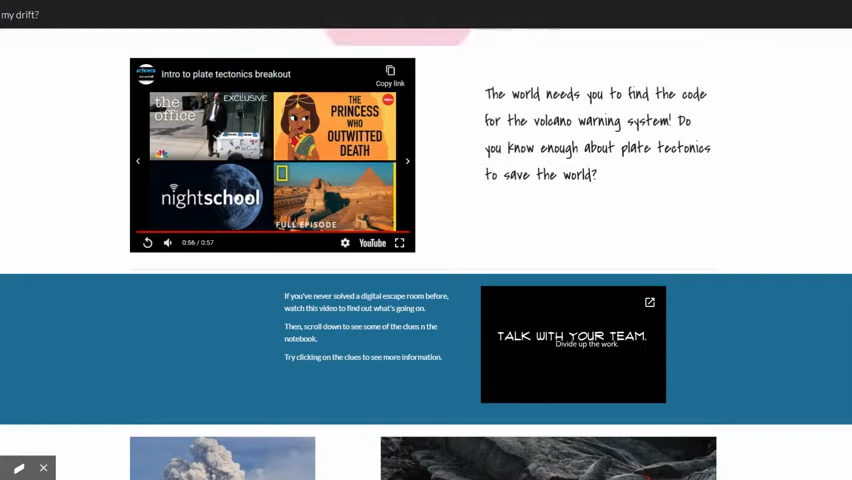 my drift?
Intro to plate tectonics breakout
Copy link
the office
EXCLUSIVE
THE
PRINCESS
WHO
OUTWITTED
DEATH
nightschool
FULL EPISODE
0:56 / 0:57
YouTube
The world needs you to find the code
for the volcano warning system! Do
you know enough about plate tectonics
to save the world?
If you've never solved a digital escape room before,
watch this video to find out what's going on.
Then, scroll down to see some of the clues n the
notebook.
Try clicking on the clues to see more information.
TALK WITH YOUR TEAM.
Divide up the work.